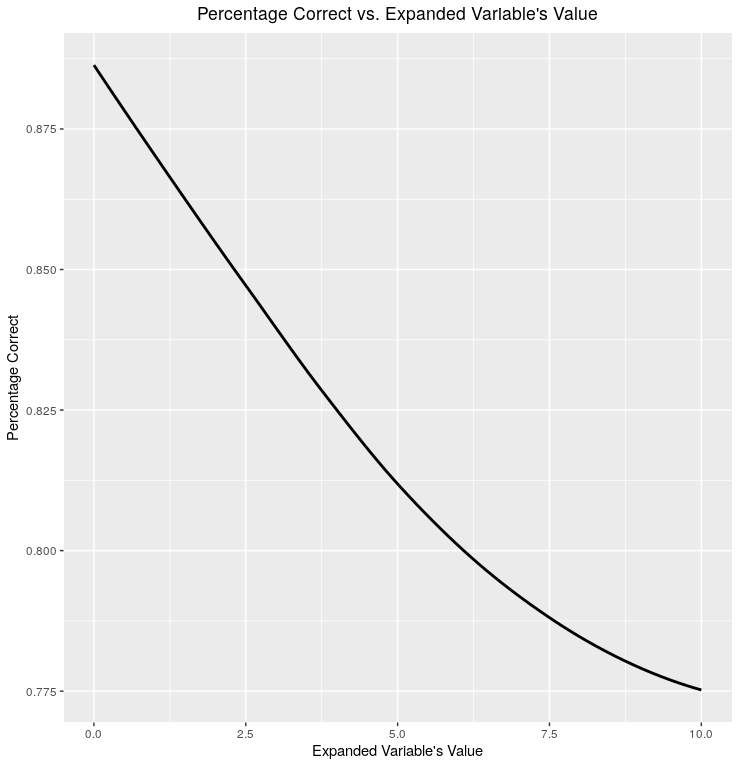 Percentage Correct vs. Expanded Variable's Value
Percentage Correct
0.875
0.850
0.825
0.800
0.775
0.0 2.5 5.0 7.5 10.0
Expanded Variable's Value